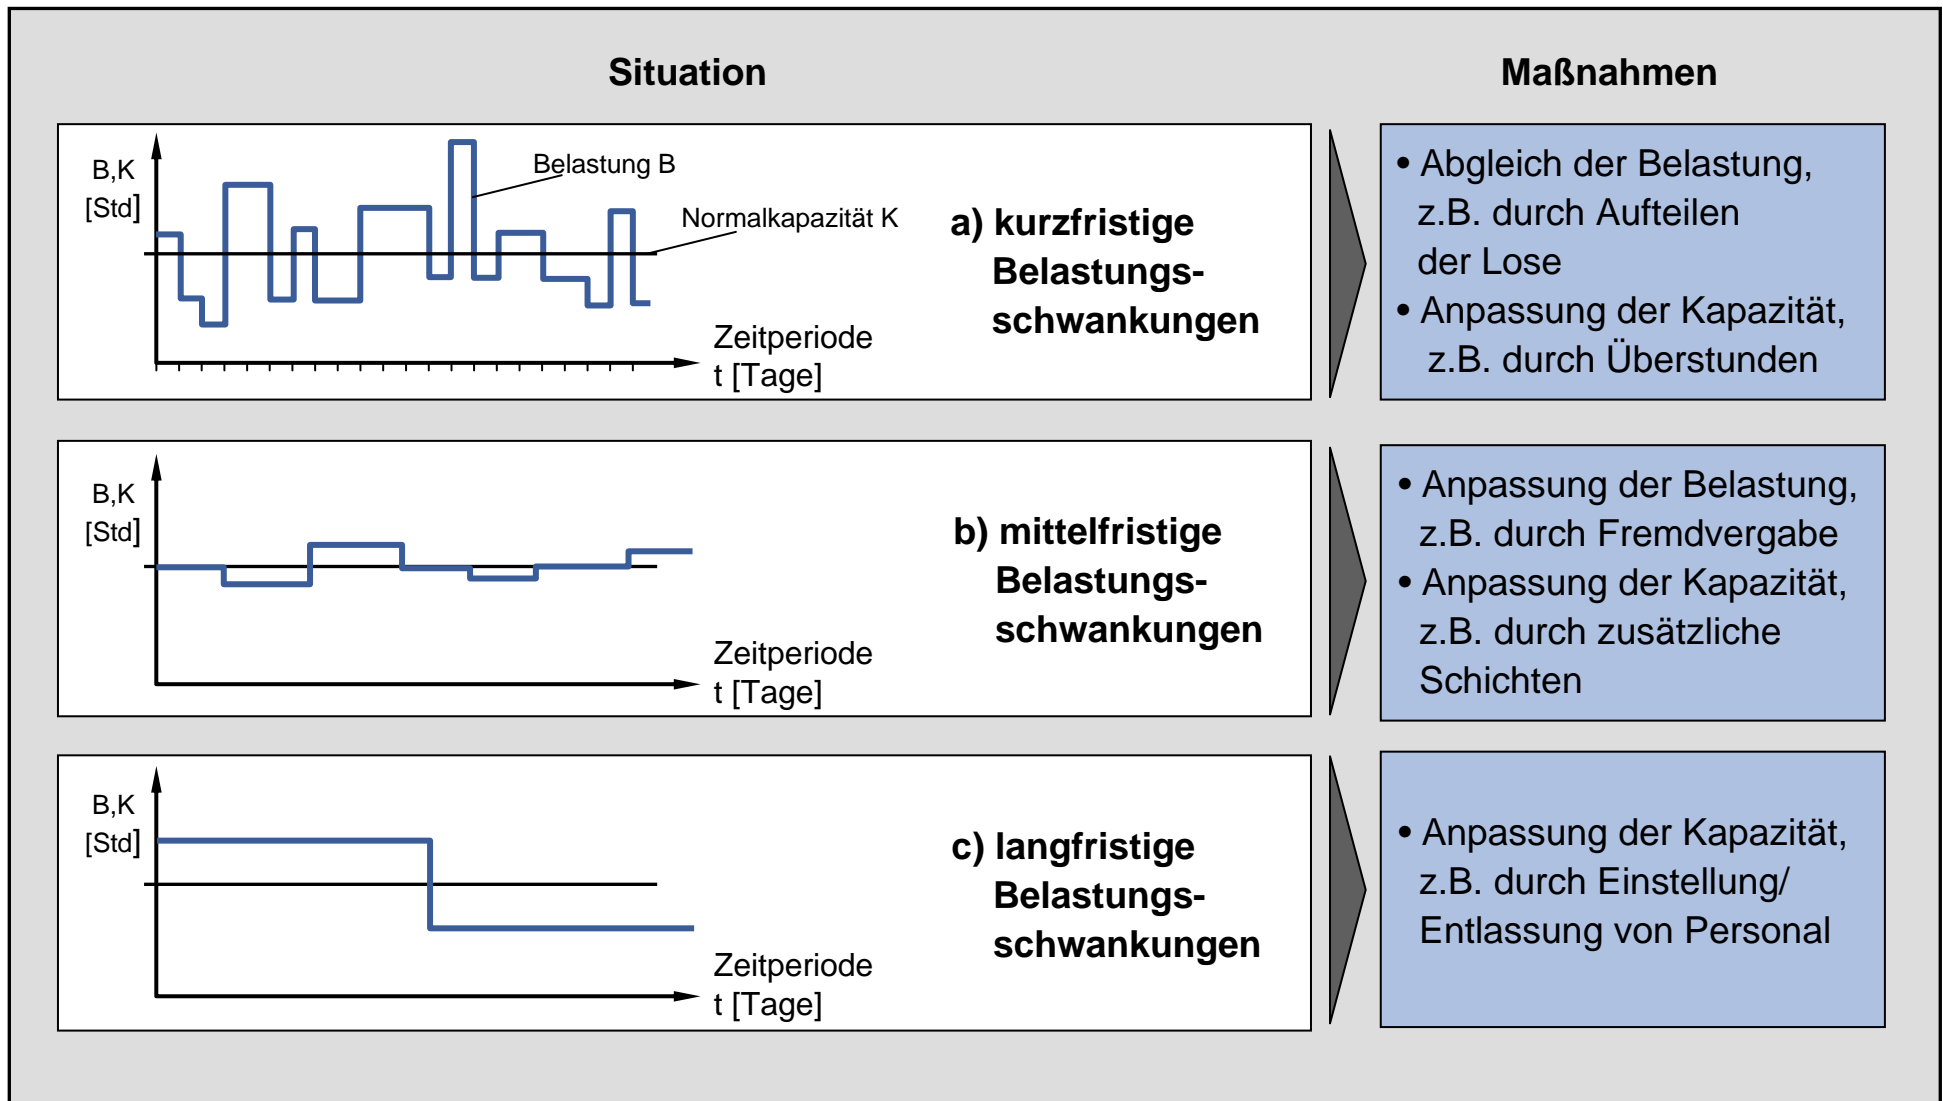 Situation
Maßnahmen
B,K
[Std]
Belastung B
Normalkapazität K
Zeitperiode
t [Tage]
a) kurzfristige
Belastungs-
schwankungen
• Abgleich der Belastung,
z.B. durch Aufteilen
der Lose
• Anpassung der Kapazität,
z.B. durch Überstunden
B,K
[Std]
Zeitperiode
t [Tage]
b) mittelfristige
Belastungs-
schwankungen
• Anpassung der Belastung,
z.B. durch Fremdvergabe
• Anpassung der Kapazität,
z.B. durch zusätzliche
Schichten
B,K
[Std]
Zeitperiode
t [Tage]
c) langfristige
Belastungs-
schwankungen
• Anpassung der Kapazität,
z.B. durch Einstellung/
Entlassung von Personal